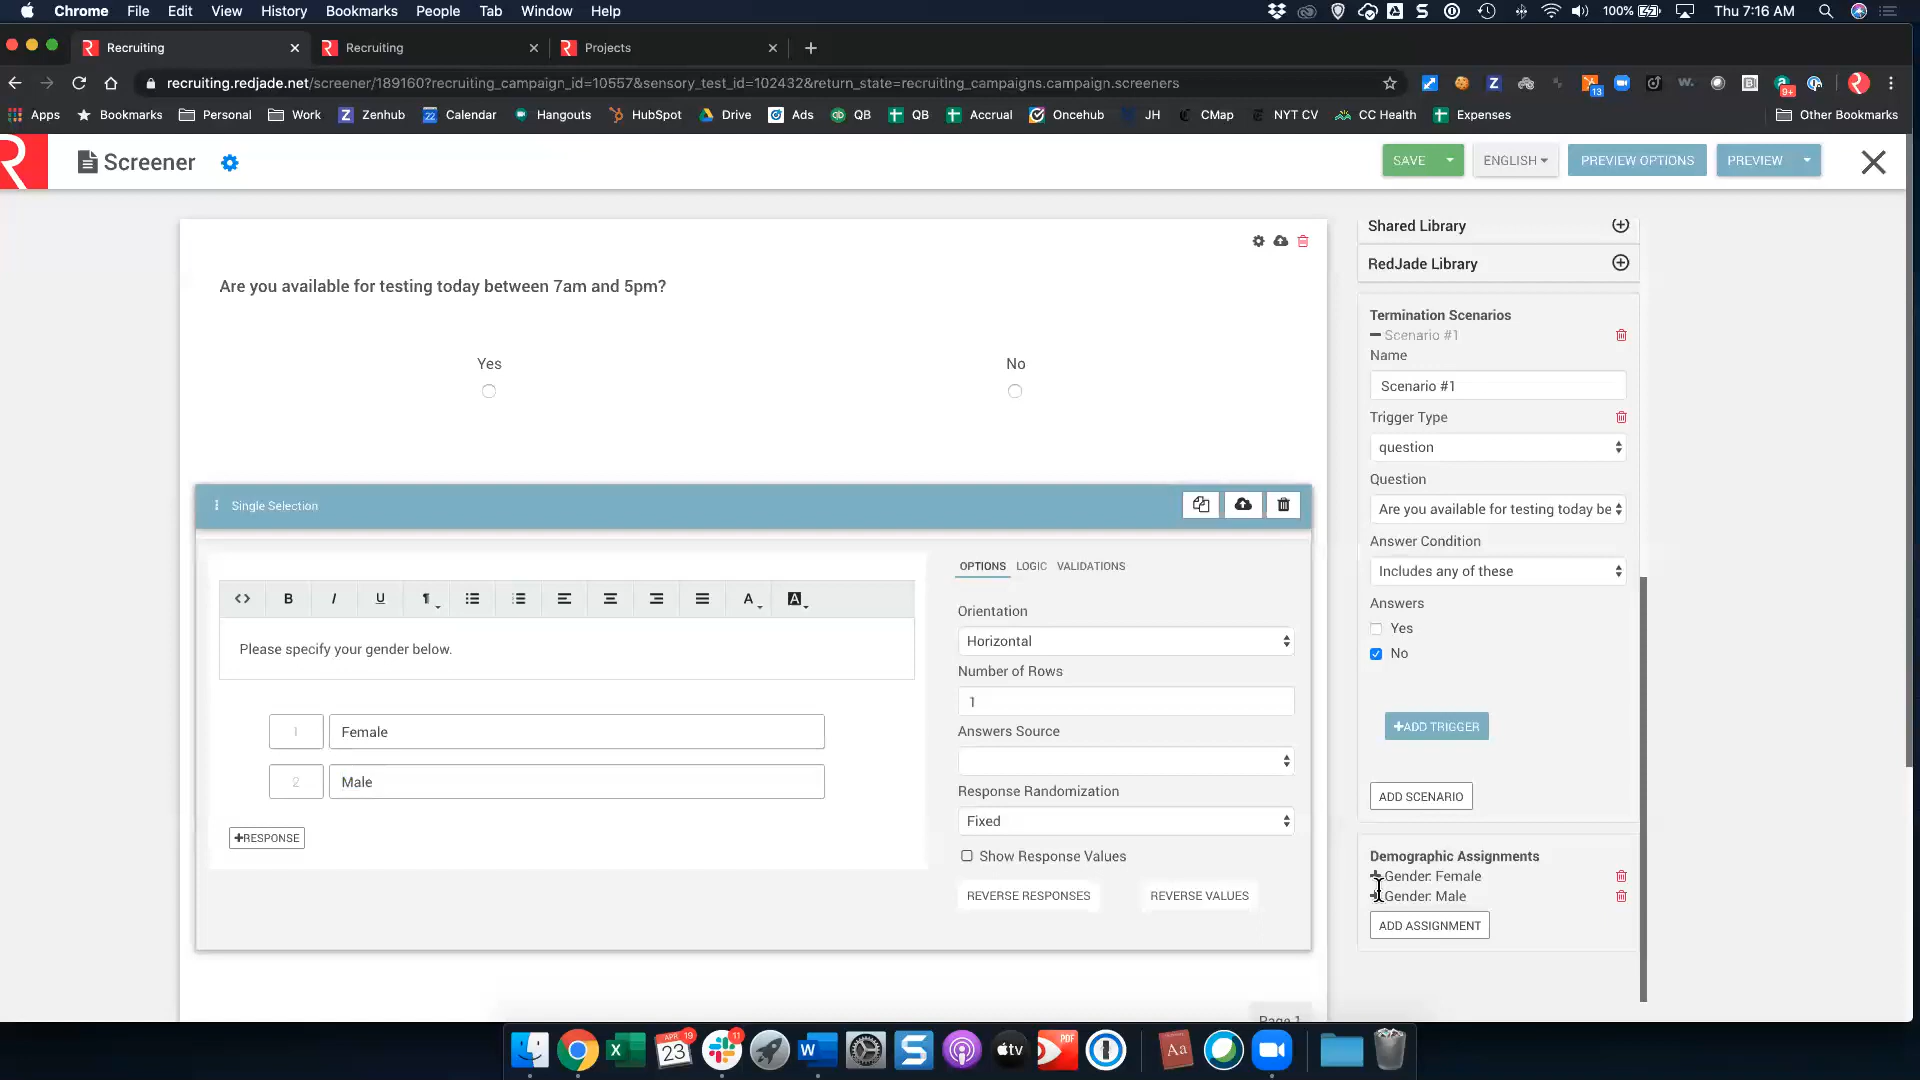 Chrome File Edit View History Bookmarks People Tab Window Help
100% Thu 7:16 AM
Recruiting Recruiting Projects
recruiting.redjade.net/screener/189160?recruiting_campaign_id=10557&sensory_test_id=102432&return_state=recruiting_campaigns.campaign.screeners
Apps Bookmarks Personal Work Zenhub Calendar Hangouts HubSpot Drive Ads QB QB Accrual Oncehub JH CMap NYT CV CC Health Expenses Other Bookmarks
Screener
SAVE ENGLISH PREVIEW OPTIONS PREVIEW
Are you available for testing today between 7am and 5pm?
Yes No
Single Selection
Please specify your gender below.
1 Female
2 Male
+RESPONSE
OPTIONS LOGIC VALIDATIONS
Orientation
Horizontal
Number of Rows
1
Answers Source
Response Randomization
Fixed
Show Response Values
REVERSE RESPONSES REVERSE VALUES
Page 1
Shared Library
RedJade Library
Termination Scenarios
Scenario #1
Name
Scenario #1
Trigger Type
question
Question
Are you available for testing today be
Answer Condition
Includes any of these
Answers
Yes
No
+ADD TRIGGER
ADD SCENARIO
Demographic Assignments
Gender: Female
Gender: Male
ADD ASSIGNMENT